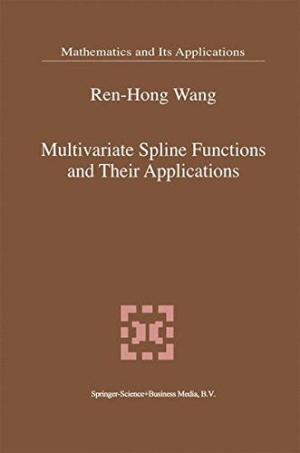 Mathematics and Its Applications
Ren-Hong Wang
Multivariate Spline Functions
and Their Applications
Springer-Science+Business Media, B.V.